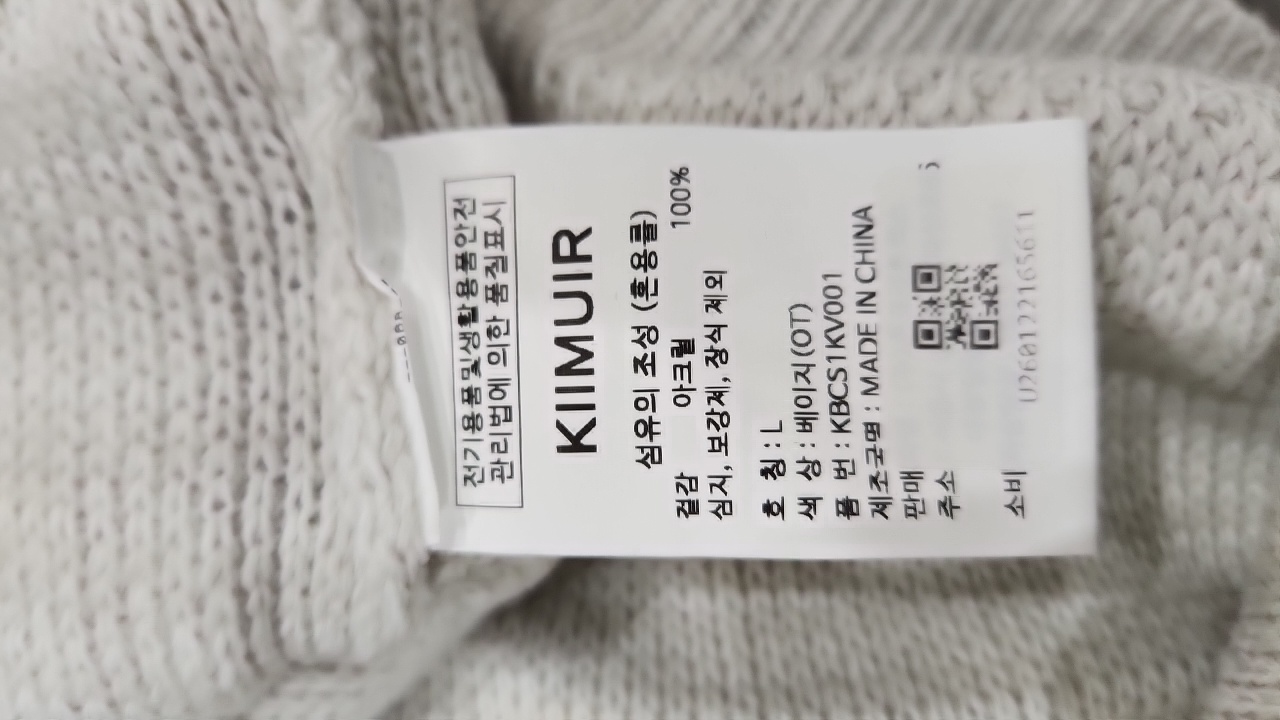 전기용품및생활용품안전
관리법에 의한 품질표시
KIIMUIR
섬유의 조성 (혼용률)
겉감 아크릴 100%
심지, 보강제, 장식 제외
호 칭 : L
색 상 : 베이지(OT)
품 번 : KBCS1KV001
제조국명 : MADE IN CHINA
판매
주소
소비
U260122165611